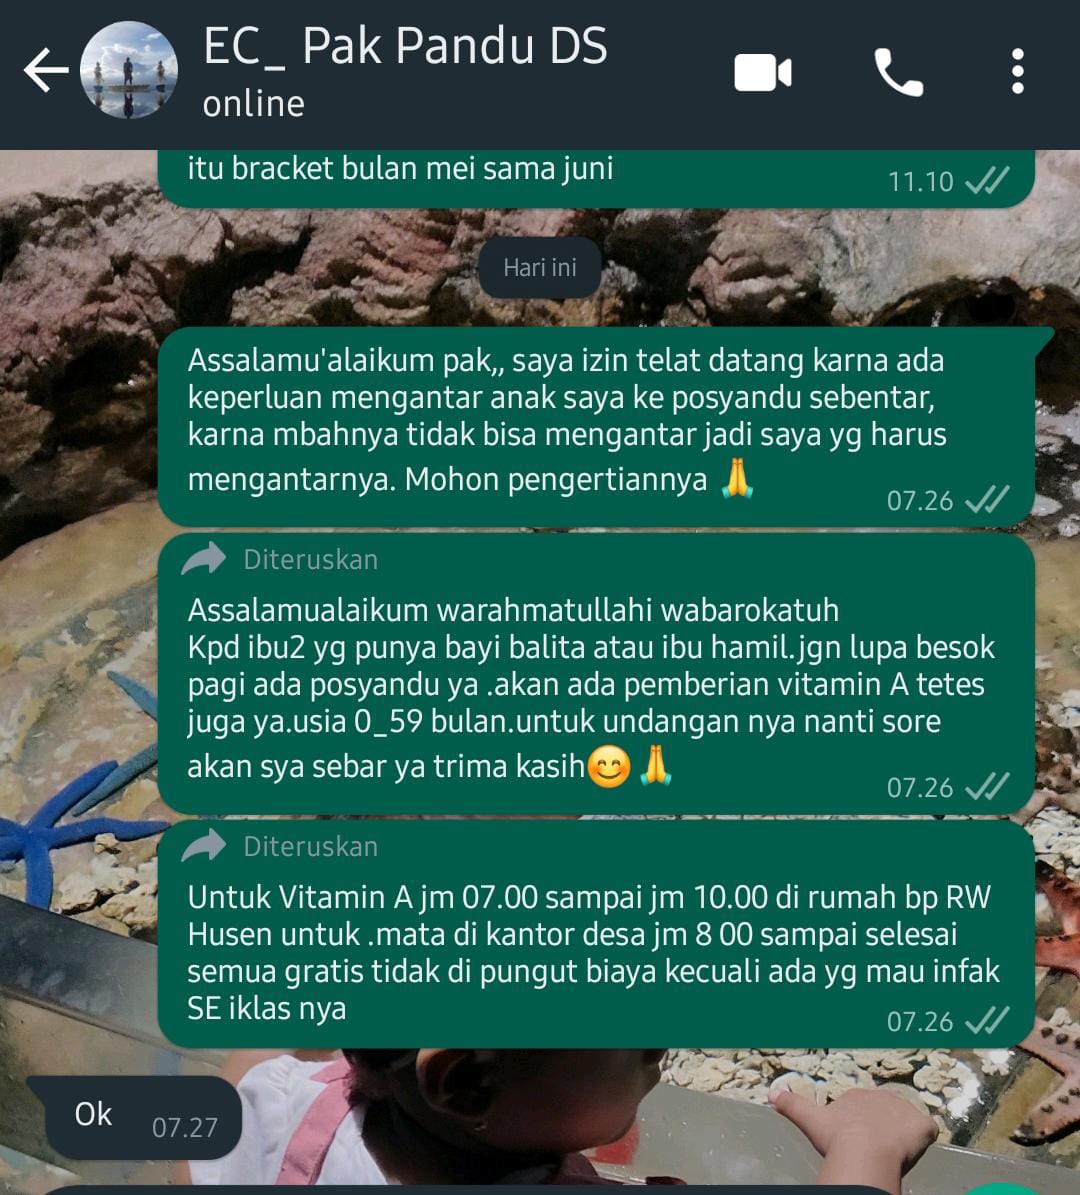 EC_ Pak Pandu DS
online
itu bracket bulan mei sama juni
11.10
Hari ini
Assalamu'alaikum pak,, saya izin telat datang karna ada
keperluan mengantar anak saya ke posyandu sebentar,
karna mbahnya tidak bisa mengantar jadi saya yg harus
mengantarnya. Mohon pengertiannya 🙏
07.26
Diteruskan
Assalamualaikum warahmatullahi wabarokatuh
Kpd ibu2 yg punya bayi balita atau ibu hamil.jgn lupa besok
pagi ada posyandu ya .akan ada pemberian vitamin A tetes
juga ya.usia 0_59 bulan.untuk undangan nya nanti sore
akan sya sebar ya trima kasih😊🙏
07.26
Diteruskan
Untuk Vitamin A jm 07.00 sampai jm 10.00 di rumah bp RW
Husen untuk .mata di kantor desa jm 8 00 sampai selesai
semua gratis tidak di pungut biaya kecuali ada yg mau infak
SE iklas nya
07.26
Ok
07.27